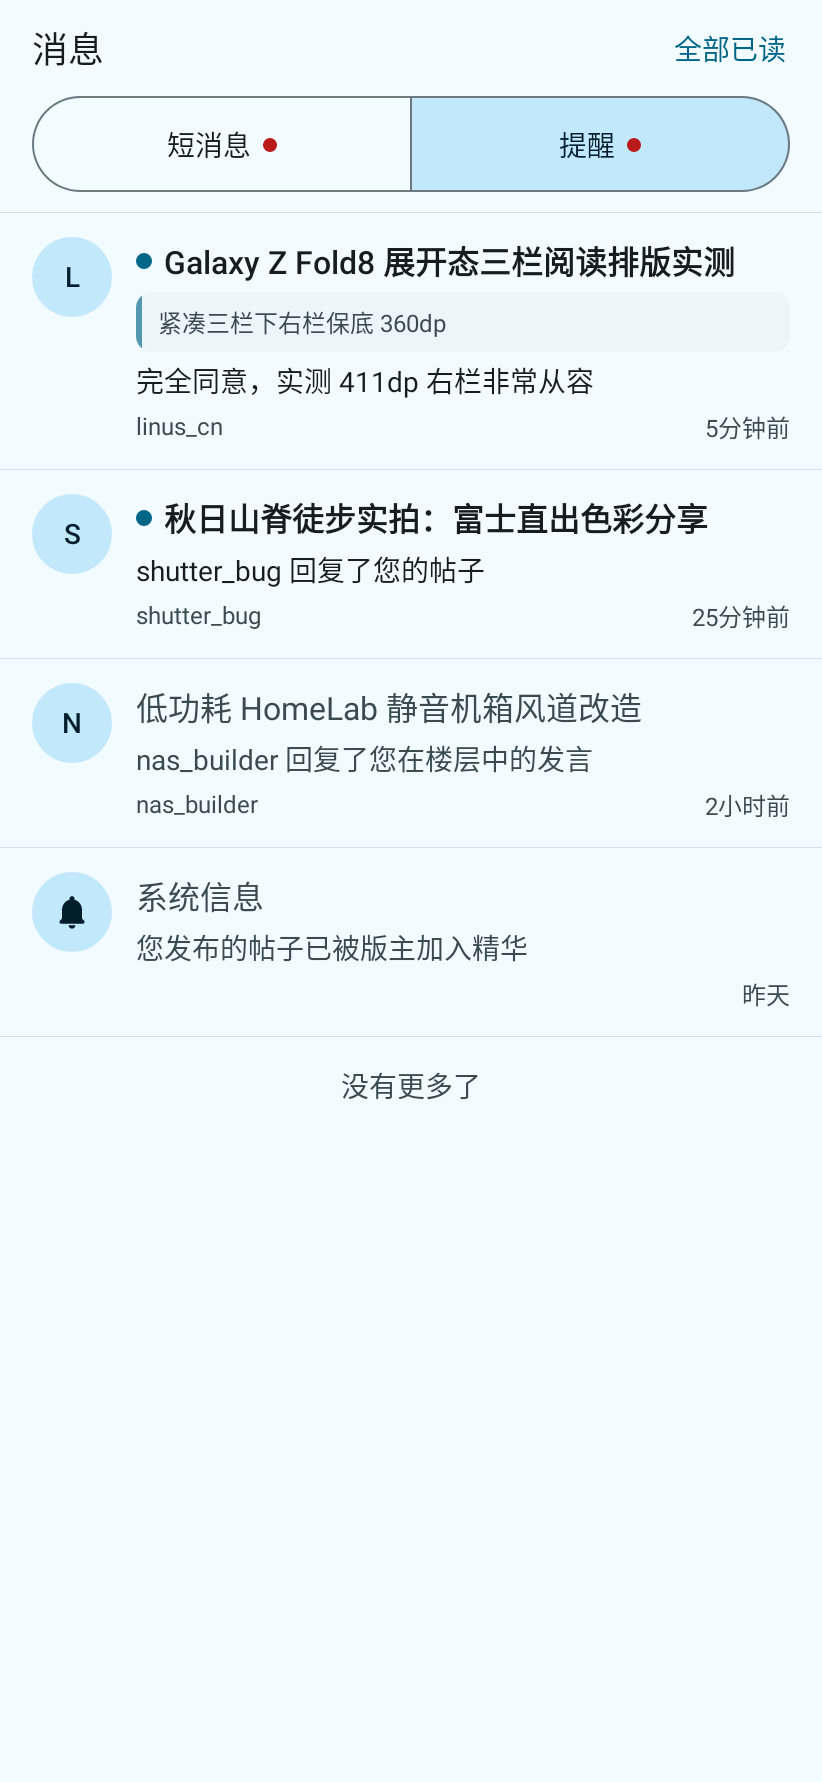 消息
全部已读
短消息
提醒
L
Galaxy Z Fold8 展开态三栏阅读排版实测
紧凑三栏下右栏保底 360dp
完全同意，实测 411dp 右栏非常从容
linus_cn
5分钟前
S
秋日山脊徒步实拍：富士直出色彩分享
shutter_bug 回复了您的帖子
shutter_bug
25分钟前
N
低功耗 HomeLab 静音机箱风道改造
nas_builder 回复了您在楼层中的发言
nas_builder
2小时前
系统信息
您发布的帖子已被版主加入精华
昨天
没有更多了